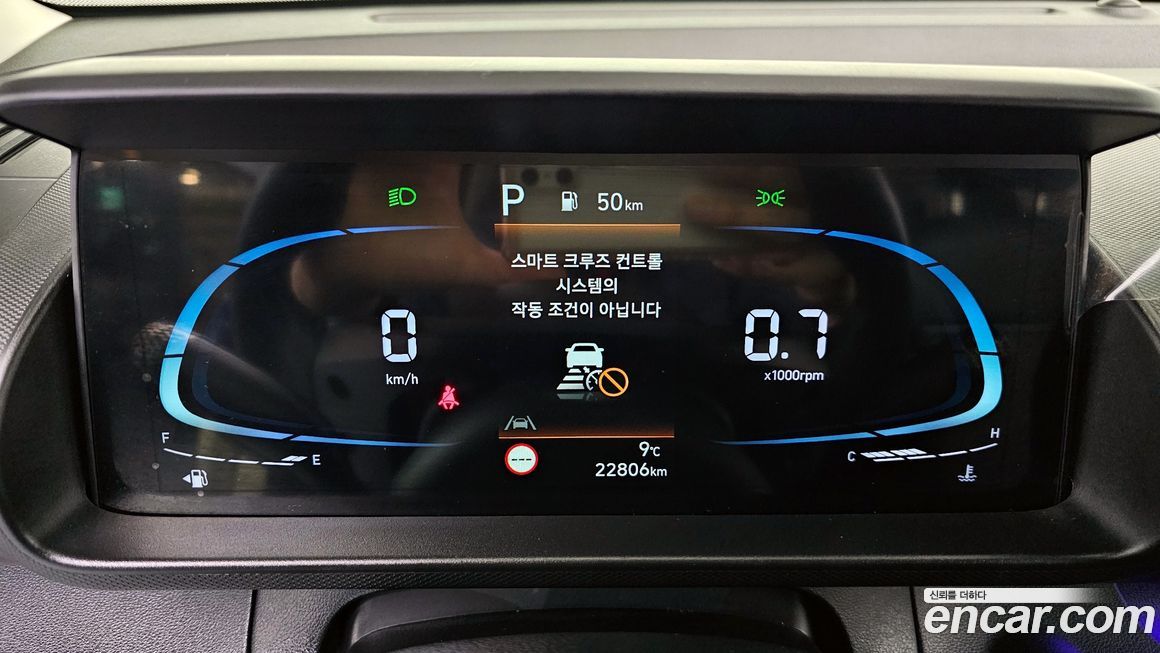 P 50km
스마트 크루즈 컨트롤
시스템의
작동 조건이 아닙니다
0
km/h
0.7
x1000rpm
F
E
C
H
---
9℃
22806km
신뢰를 더하다
encar.com